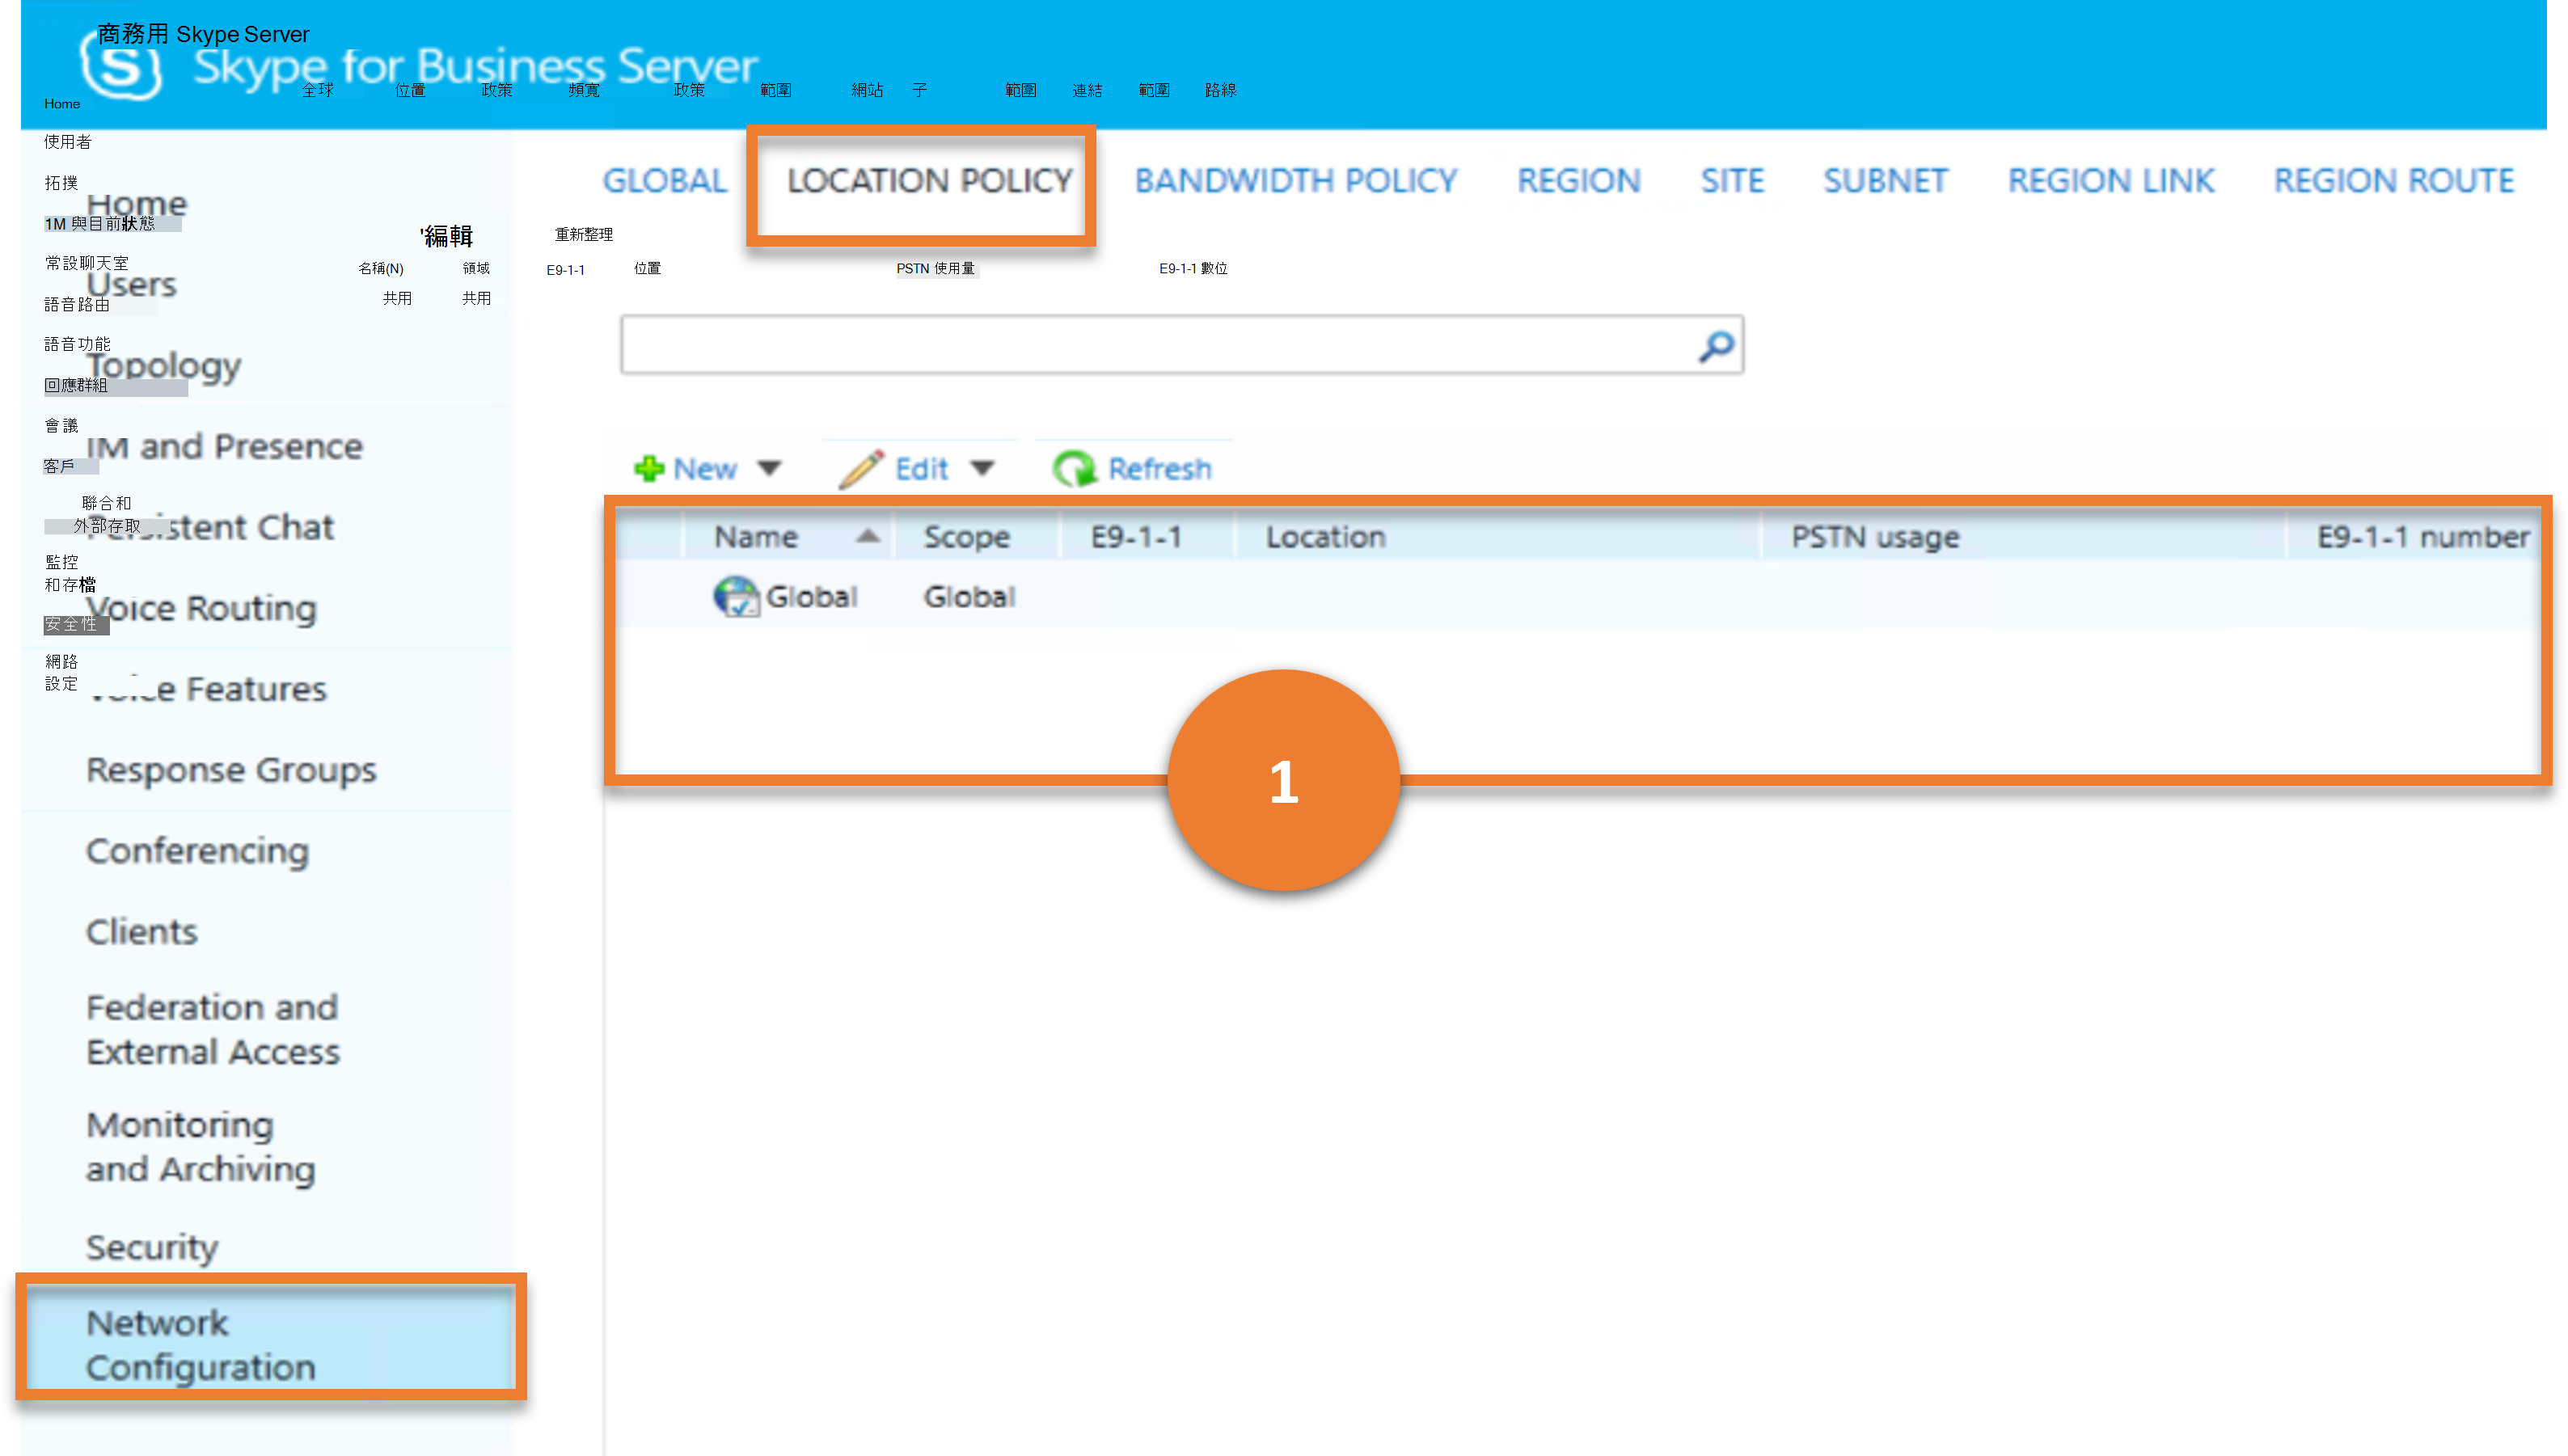 商務用 Skype Server
Skype for Business Server
Home
全球 位置 政策 頻寬 政策 範圍 網站 子 範圍 連結 範圍 路線
使用者
拓撲
1M 與目前狀態
常設聊天室
語音路由
語音功能
回應群組
會議
客戶
聯合和
外部存取
監控
和存檔
安全性
網路
設定
'編輯 重新整理
名稱(N) 領域 E9-1-1 位置 PSTN 使用量 E9-1-1 數位
共用 共用
Home
Users
Topology
IM and Presence
Persistent Chat
Voice Routing
Voice Features
Response Groups
Conferencing
Clients
Federation and
External Access
Monitoring
and Archiving
Security
Network
Configuration
GLOBAL LOCATION POLICY BANDWIDTH POLICY REGION SITE SUBNET REGION LINK REGION ROUTE
New Edit Refresh
Name Scope E9-1-1 Location PSTN usage E9-1-1 number
Global Global
1